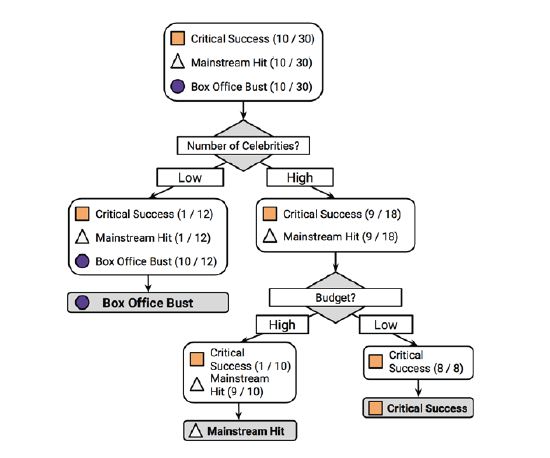 Critical Success (10 / 30)
Mainstream Hit (10 / 30)
Box Office Bust (10 / 30)
Number of Celebrities?
Low
High
Critical Success (1 / 12)
Mainstream Hit (1 / 12)
Box Office Bust (10 / 12)
Box Office Bust
Critical Success (9 / 18)
Mainstream Hit (9 / 18)
Budget?
High
Low
Critical
Success (1 / 10)
Mainstream
Hit (9 / 10)
Mainstream Hit
Critical
Success (8 / 8)
Critical Success